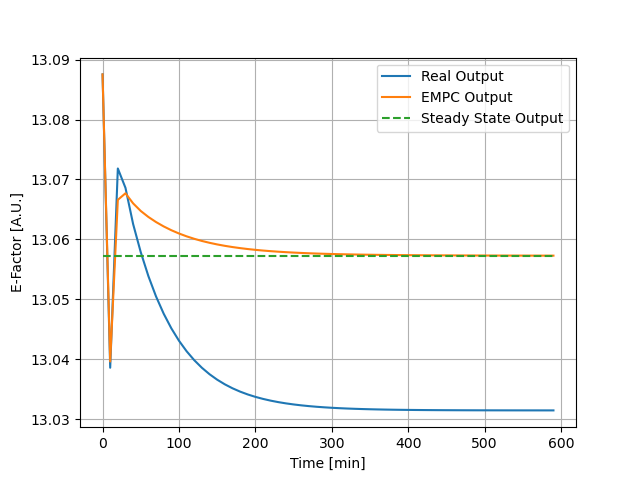 13.09
13.08
13.07
13.06
13.05
13.04
13.03
E-Factor [A.U.]
Real Output
EMPC Output
Steady State Output
0
100
200
300
400
500
600
Time [min]